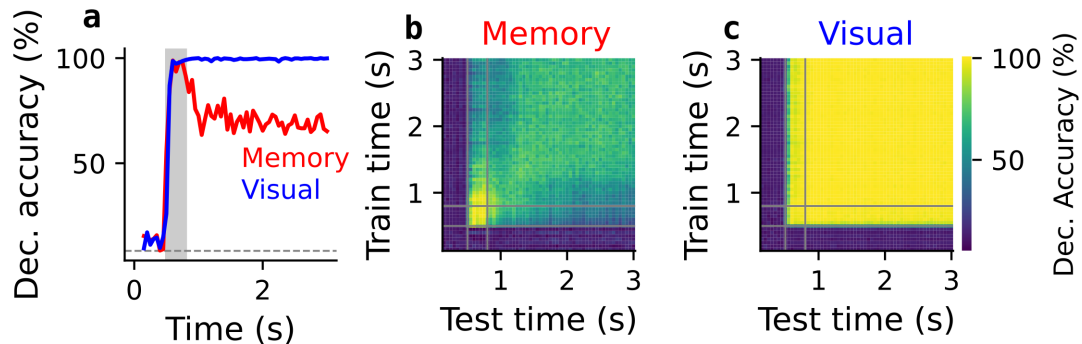 a
Dec. accuracy (%)
100
50
0
2
Time (s)
Memory
Visual
b
Memory
Train time (s)
3
2
1
1
2
3
Test time (s)
c
Visual
Train time (s)
3
2
1
1
2
3
Test time (s)
100
50
Dec. Accuracy (%)